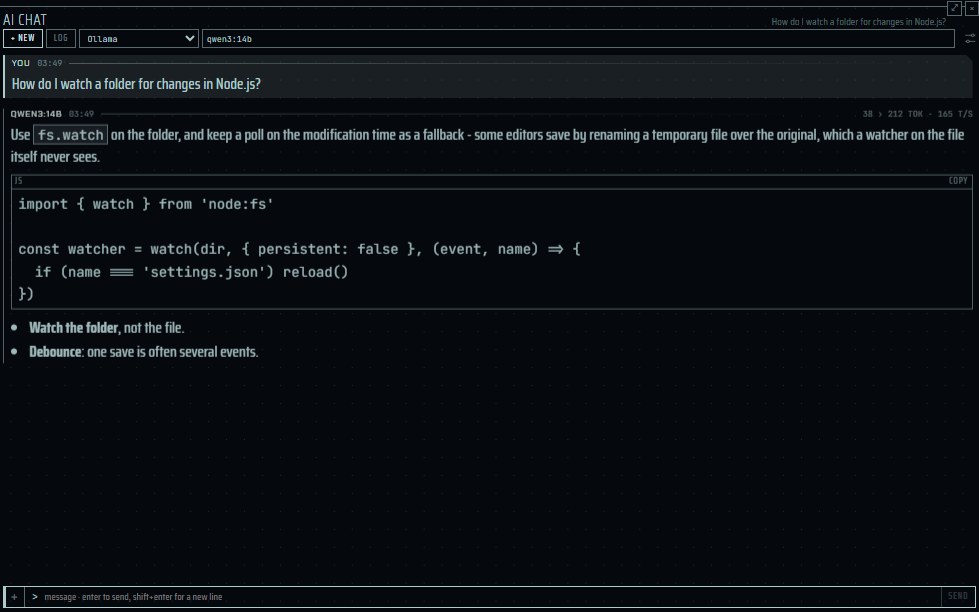 AI CHAT
How do I watch a folder for changes in Node.js?
+ NEW LOG Ollama qwen3:14b
YOU 03:49
How do I watch a folder for changes in Node.js?
QWEN3:14B 03:49 38 › 212 TOK · 165 T/S
Use fs.watch on the folder, and keep a poll on the modification time as a fallback - some editors save by renaming a temporary file over the original, which a watcher on the file
itself never sees.
JS COPY
import { watch } from 'node:fs'
const watcher = watch(dir, { persistent: false }, (event, name) => {
  if (name === 'settings.json') reload()
})
• Watch the folder, not the file.
• Debounce: one save is often several events.
+ > message · enter to send, shift+enter for a new line SEND